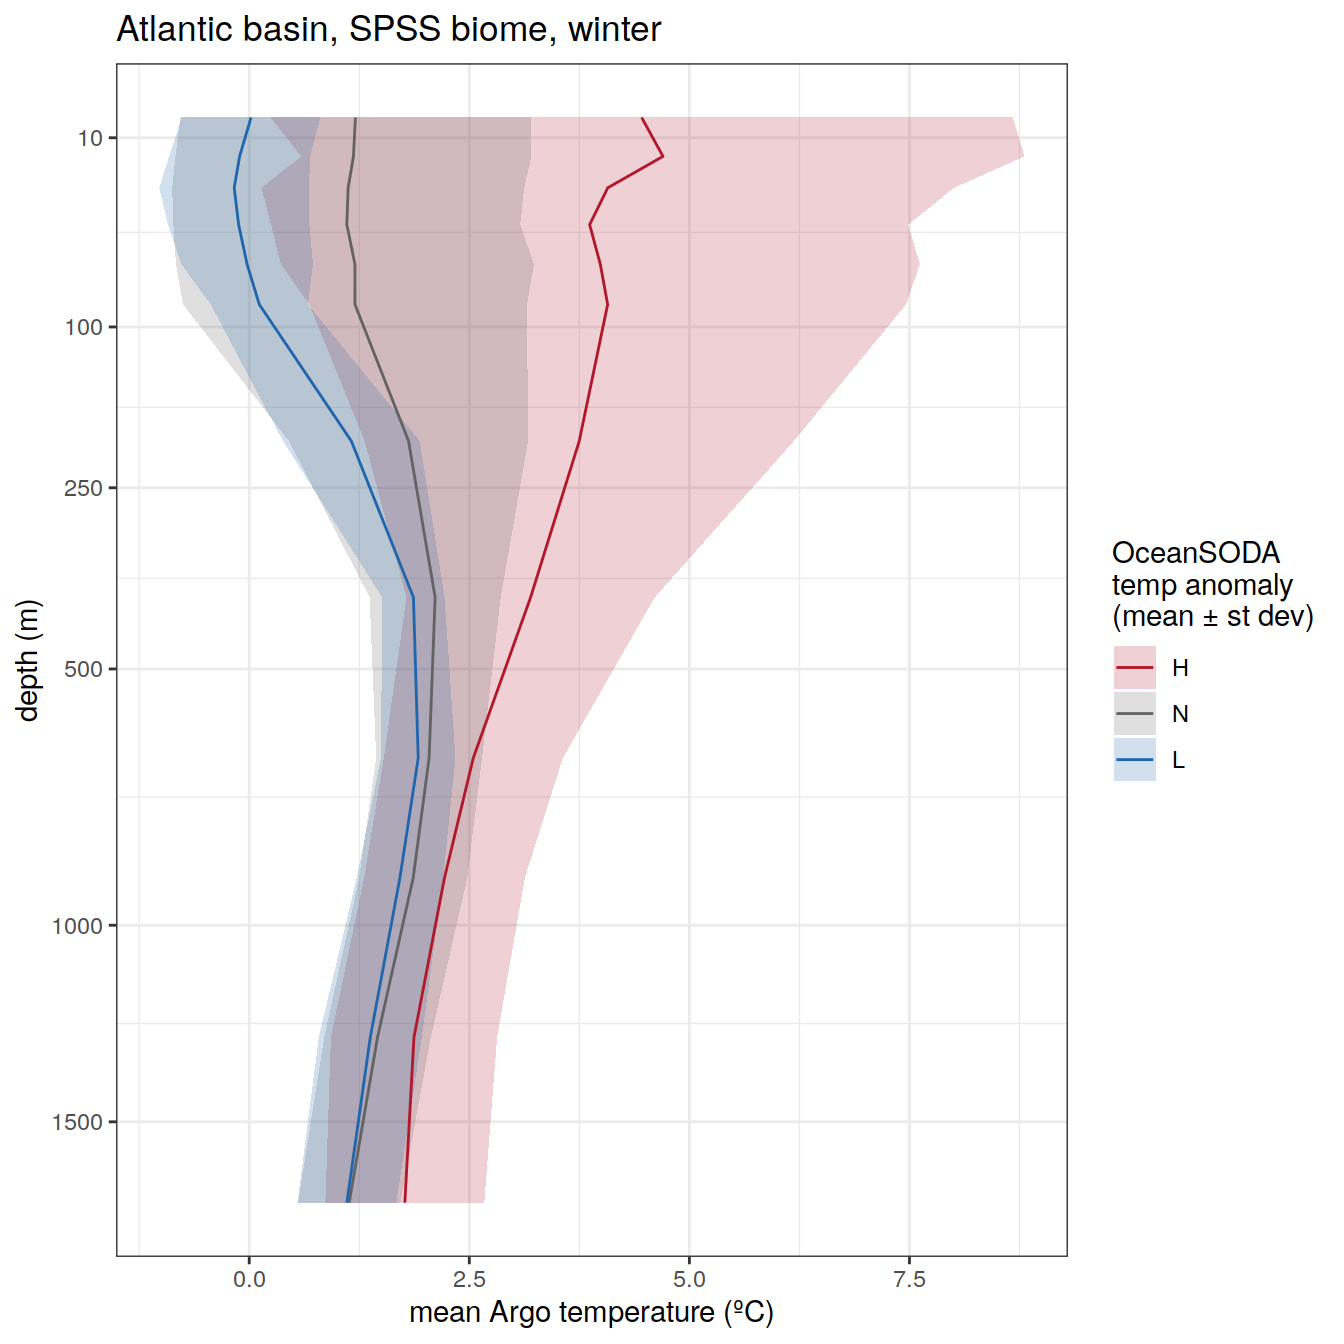 Atlantic basin, SPSS biome, winter
10
100
250
500
1000
1500
depth (m)
0.0
2.5
5.0
7.5
mean Argo temperature (ºC)
OceanSODA
temp anomaly
(mean ± st dev)
H
N
L